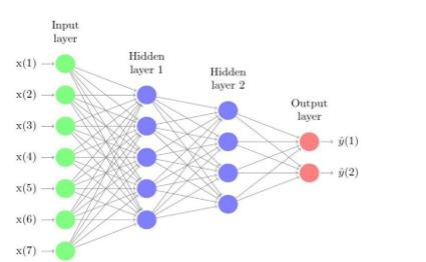 Input
layer
Hidden
layer 1
Hidden
layer 2
Output
layer
x(1)
x(2)
x(3)
x(4)
x(5)
x(6)
x(7)
ŷ(1)
ŷ(2)